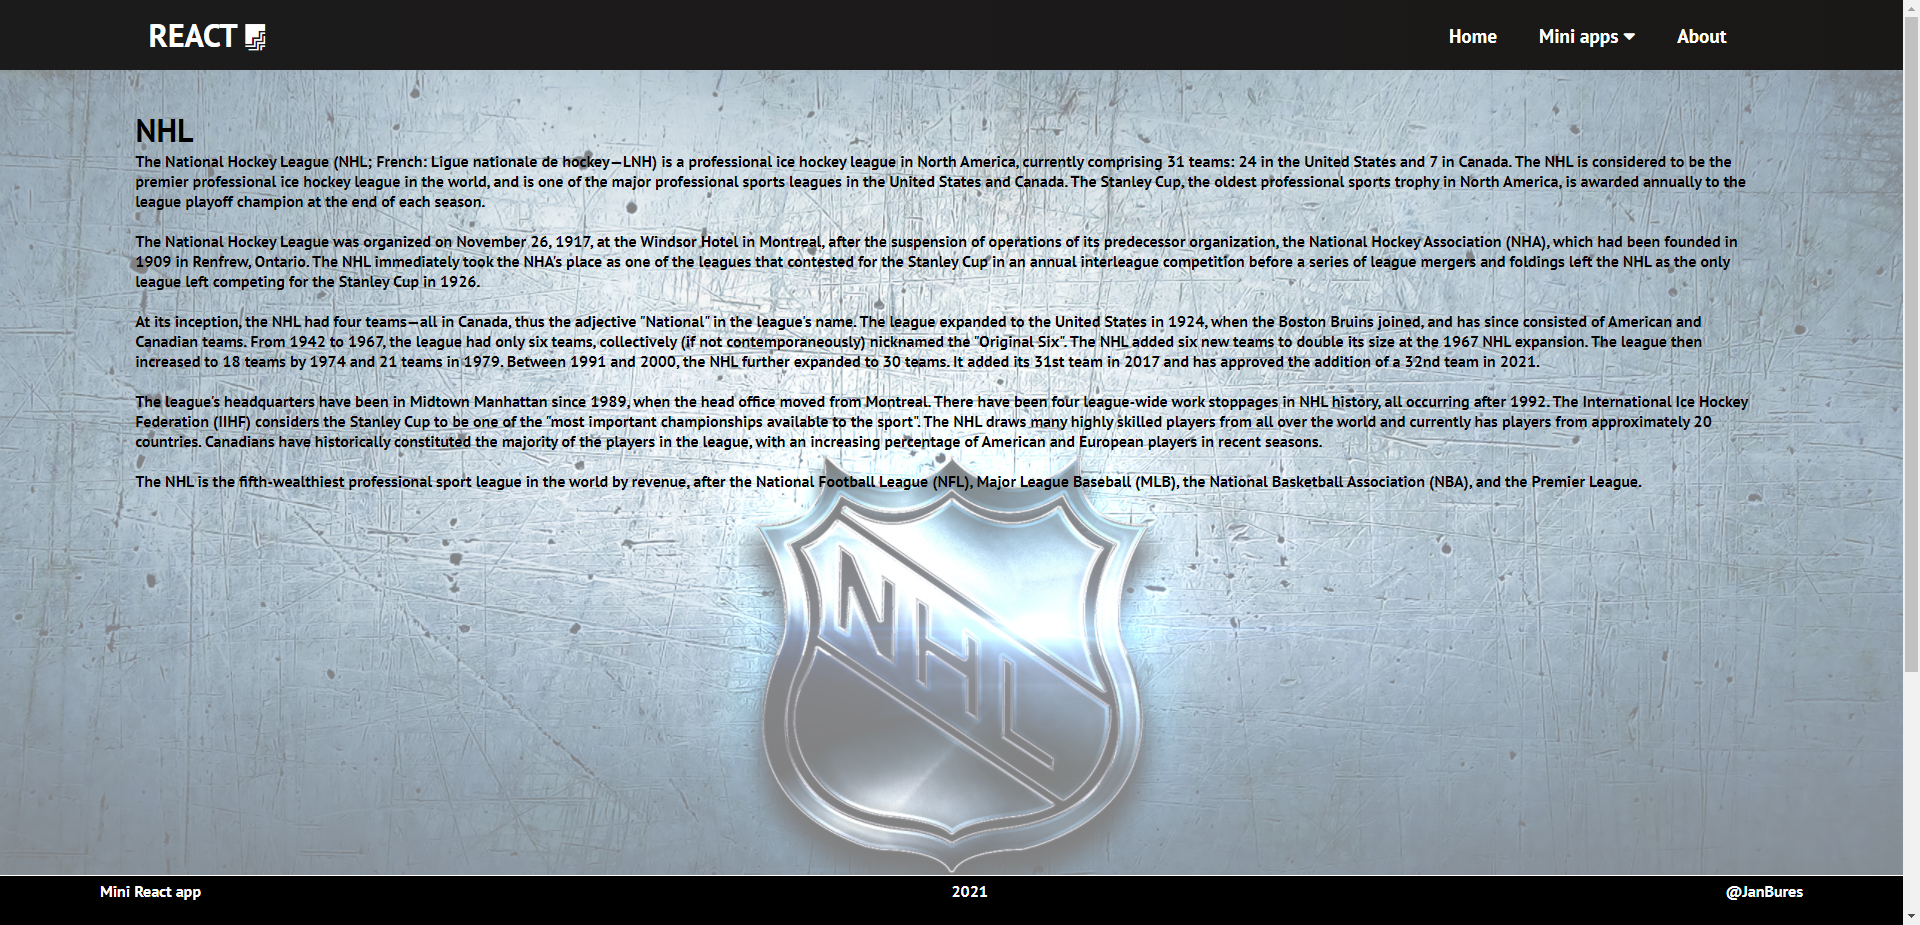 REACT
Home Mini apps About
NHL
The National Hockey League (NHL; French: Ligue nationale de hockey—LNH) is a professional ice hockey league in North America, currently comprising 31 teams: 24 in the United States and 7 in Canada. The NHL is considered to be the
premier professional ice hockey league in the world, and is one of the major professional sports leagues in the United States and Canada. The Stanley Cup, the oldest professional sports trophy in North America, is awarded annually to the
league playoff champion at the end of each season.
The National Hockey League was organized on November 26, 1917, at the Windsor Hotel in Montreal, after the suspension of operations of its predecessor organization, the National Hockey Association (NHA), which had been founded in
1909 in Renfrew, Ontario. The NHL immediately took the NHA's place as one of the leagues that contested for the Stanley Cup in an annual interleague competition before a series of league mergers and foldings left the NHL as the only
league left competing for the Stanley Cup in 1926.
At its inception, the NHL had four teams—all in Canada, thus the adjective "National" in the league's name. The league expanded to the United States in 1924, when the Boston Bruins joined, and has since consisted of American and
Canadian teams. From 1942 to 1967, the league had only six teams, collectively (if not contemporaneously) nicknamed the "Original Six". The NHL added six new teams to double its size at the 1967 NHL expansion. The league then
increased to 18 teams by 1974 and 21 teams in 1979. Between 1991 and 2000, the NHL further expanded to 30 teams. It added its 31st team in 2017 and has approved the addition of a 32nd team in 2021.
The league's headquarters have been in Midtown Manhattan since 1989, when the head office moved from Montreal. There have been four league-wide work stoppages in NHL history, all occurring after 1992. The International Ice Hockey
Federation (IIHF) considers the Stanley Cup to be one of the "most important championships available to the sport". The NHL draws many highly skilled players from all over the world and currently has players from approximately 20
countries. Canadians have historically constituted the majority of the players in the league, with an increasing percentage of American and European players in recent seasons.
The NHL is the fifth-wealthiest professional sport league in the world by revenue, after the National Football League (NFL), Major League Baseball (MLB), the National Basketball Association (NBA), and the Premier League.
NHL
Mini React app 2021 @JanBures